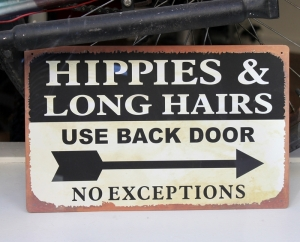 HIPPIES &
LONG HAIRS
USE BACK DOOR
NO EXCEPTIONS